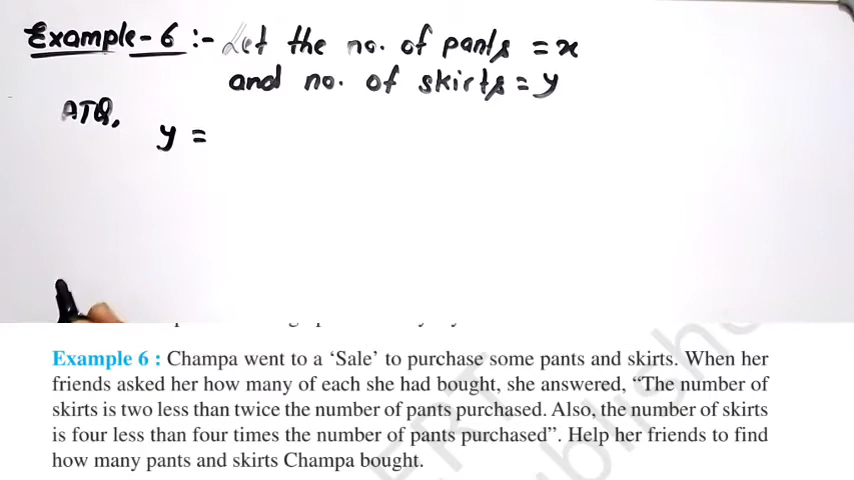 Example-6 :- Let the no. of pants = x
and no. of skirts = y
ATQ,
y =
Example 6 : Champa went to a ‘Sale’ to purchase some pants and skirts. When her
friends asked her how many of each she had bought, she answered, “The number of
skirts is two less than twice the number of pants purchased. Also, the number of skirts
is four less than four times the number of pants purchased”. Help her friends to find
how many pants and skirts Champa bought.